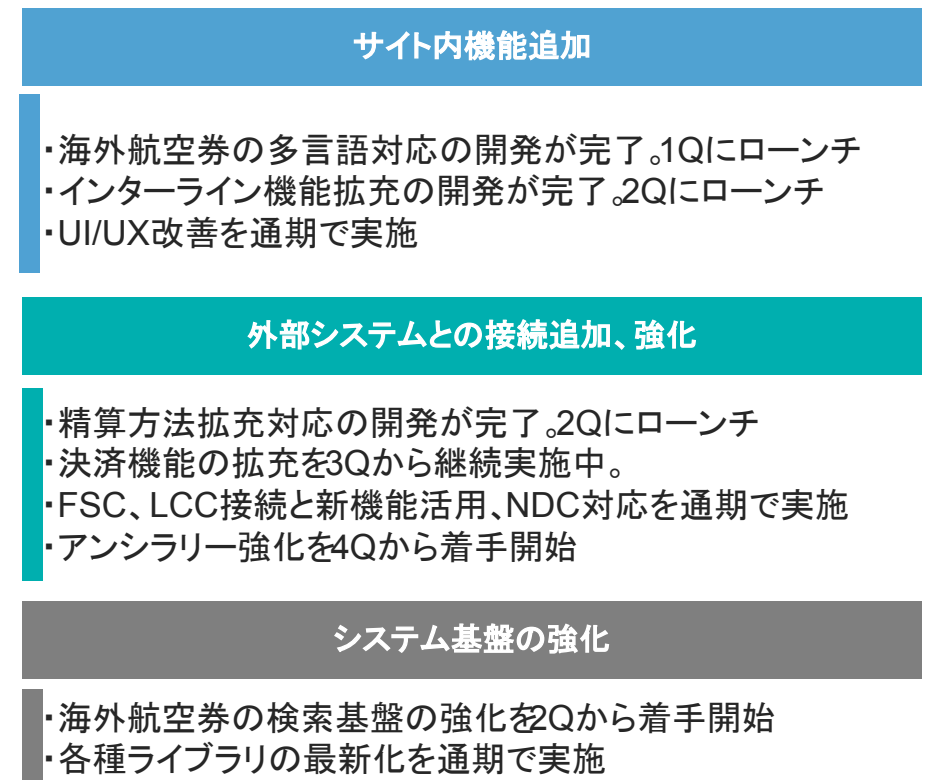 サイト内機能追加
・海外航空券の多言語対応の開発が完了。1Qにローンチ
・インターライン機能拡充の開発が完了。2Qにローンチ
・UI/UX改善を通期で実施
外部システムとの接続追加、強化
・精算方法拡充対応の開発が完了。2Qにローンチ
・決済機能の拡充を3Qから継続実施中。
・FSC、LCC接続と新機能活用、NDC対応を通期で実施
・アンシラリー強化を4Qから着手開始
システム基盤の強化
・海外航空券の検索基盤の強化を2Qから着手開始
・各種ライブラリの最新化を通期で実施